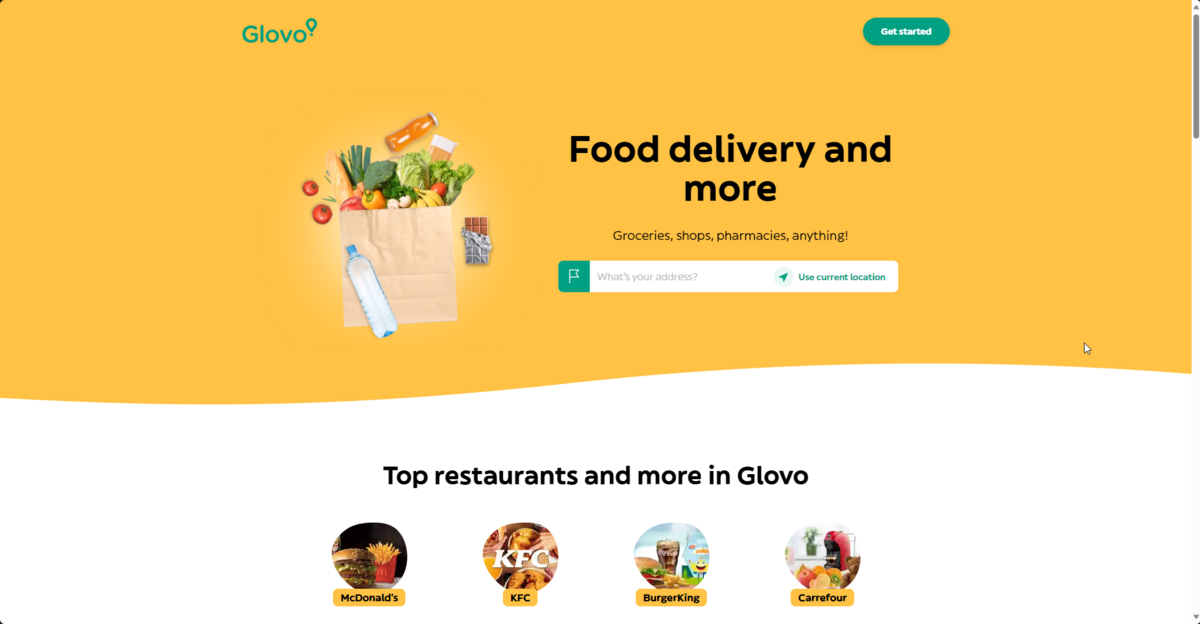 Glovo
Get started
Food delivery and
more
Groceries, shops, pharmacies, anything!
What's your address?
Use current location
Top restaurants and more in Glovo
KFC
McDonald's
KFC
BurgerKing
Carrefour